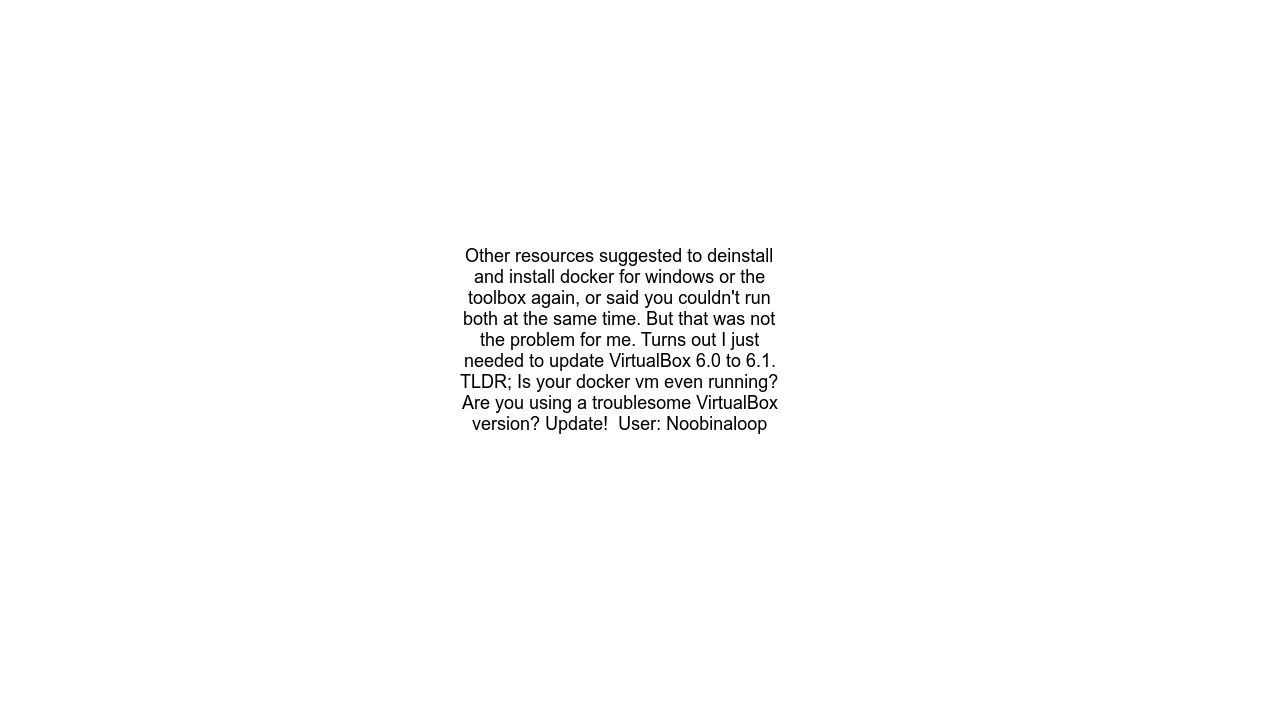 Other resources suggested to deinstall
and install docker for windows or the
toolbox again, or said you couldn't run
both at the same time. But that was not
the problem for me. Turns out I just
needed to update VirtualBox 6.0 to 6.1.
TLDR; Is your docker vm even running?
Are you using a troublesome VirtualBox
version? Update!  User: Noobinaloop